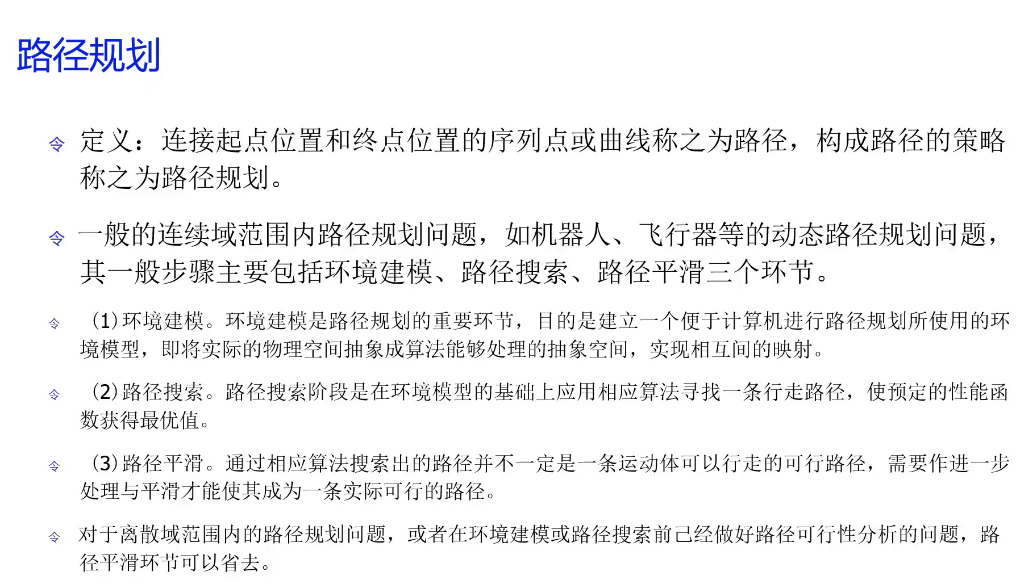 路径规划
定义：连接起点位置和终点位置的序列点或曲线称之为路径，构成路径的策略
称之为路径规划。
一般的连续域范围内路径规划问题，如机器人、飞行器等的动态路径规划问题，
其一般步骤主要包括环境建模、路径搜索、路径平滑三个环节。
（1）环境建模。环境建模是路径规划的重要环节，目的是建立一个便于计算机进行路径规划所使用的环
境模型，即将实际的物理空间抽象成算法能够处理的抽象空间，实现相互间的映射。
（2）路径搜索。路径搜索阶段是在环境模型的基础上应用相应算法寻找一条行走路径，使预定的性能函
数获得最优值。
（3）路径平滑。通过相应算法搜索出的路径并不一定是一条运动体可以行走的可行路径，需要作进一步
处理与平滑才能使其成为一条实际可行的路径。
对于离散域范围内的路径规划问题，或者在环境建模或路径搜索前已经做好路径可行性分析的问题，路
径平滑环节可以省去。